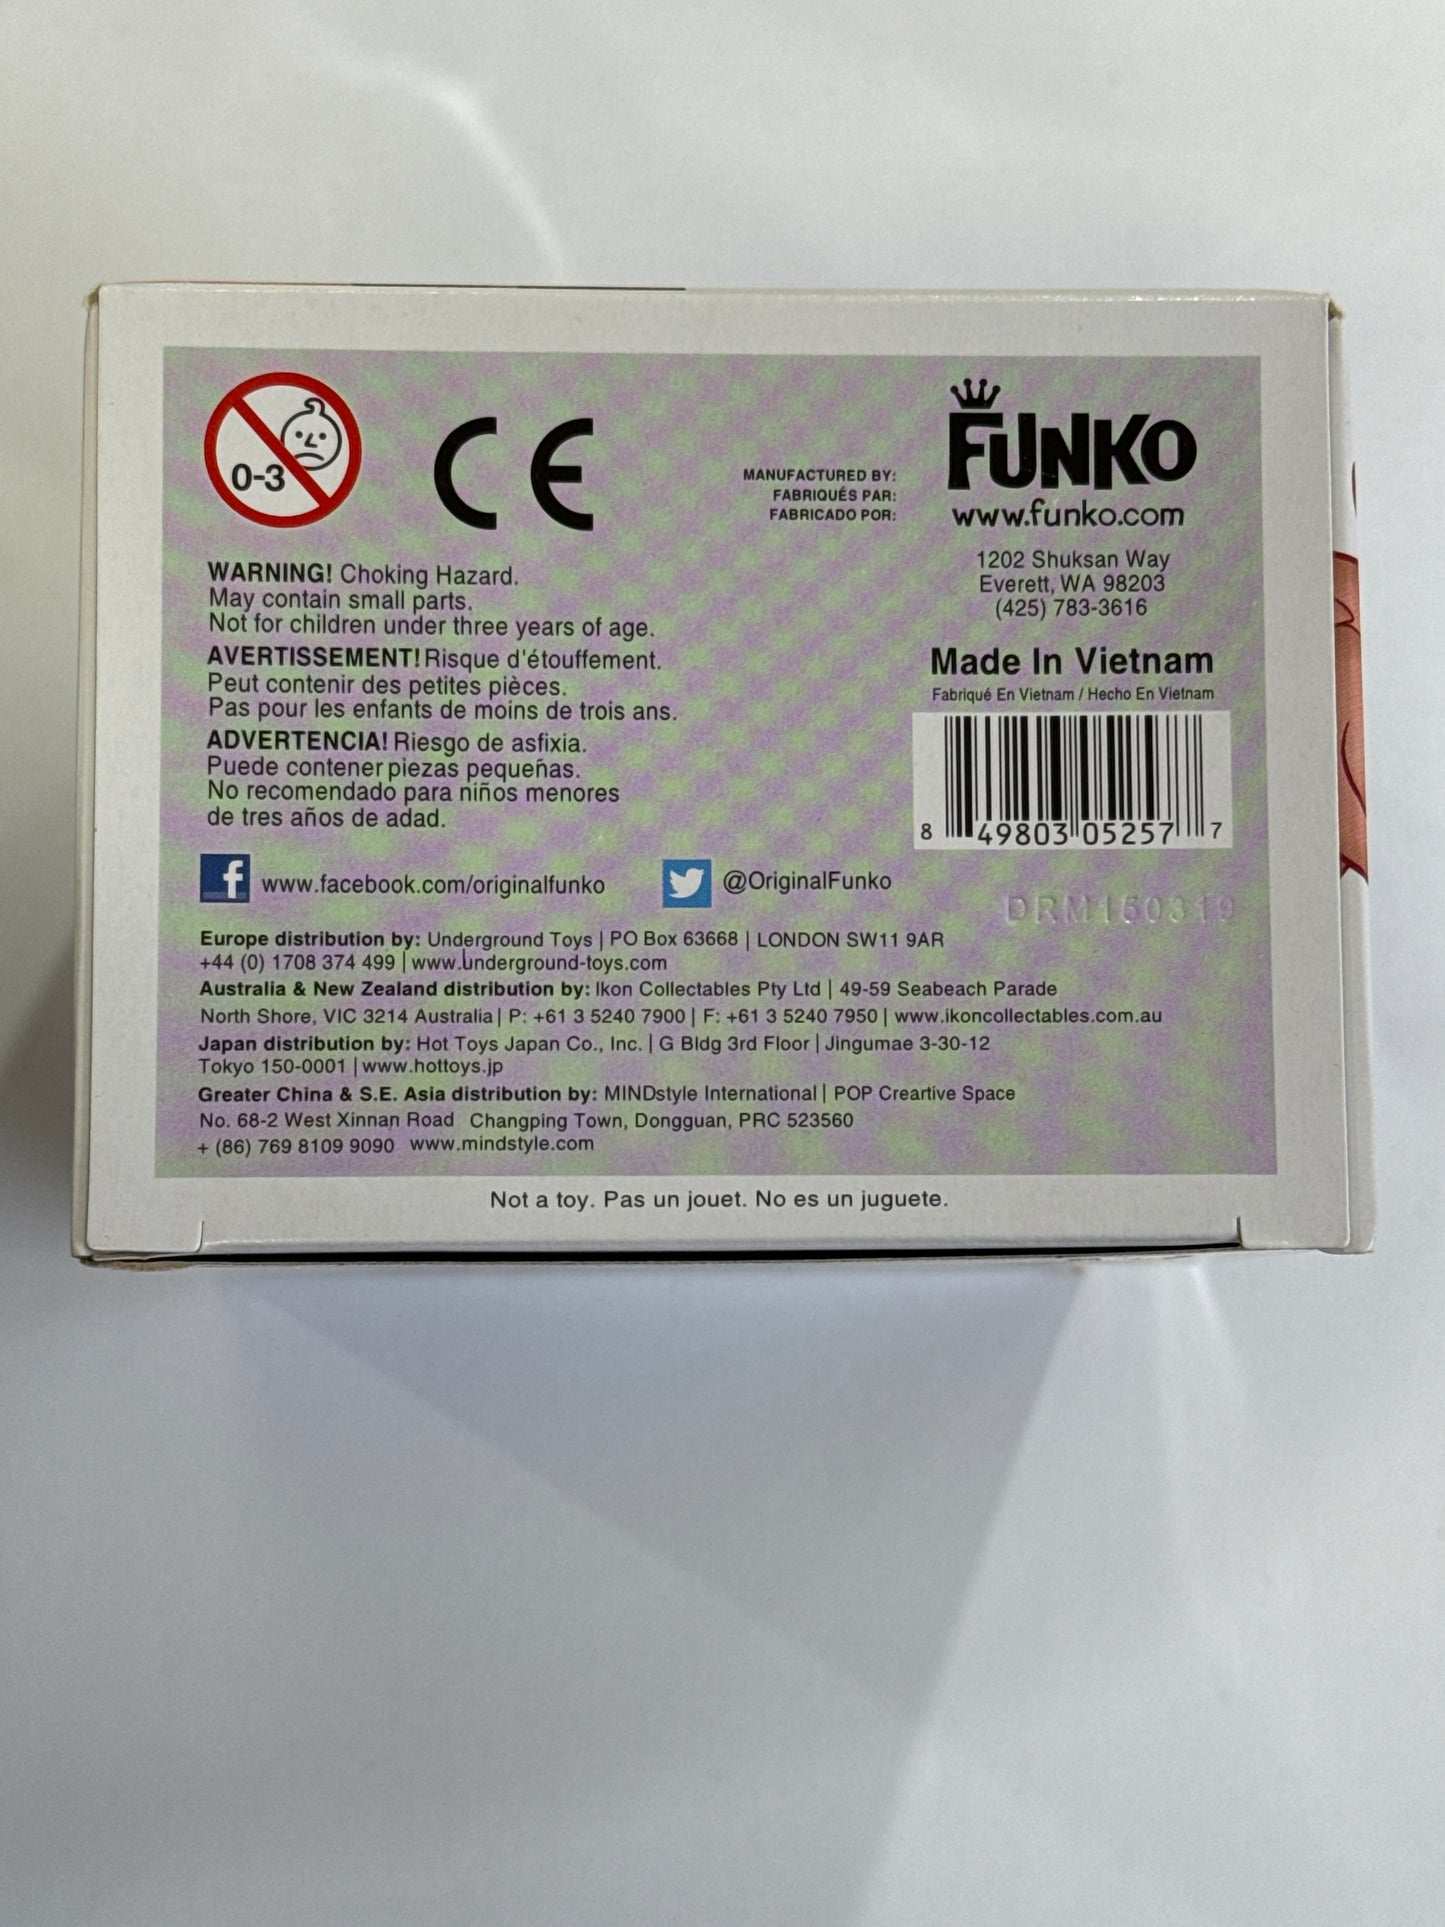 0-3
CE
MANUFACTURED BY:
FABRIQUÉS PAR:
FABRICADO POR:
FUNKO
www.funko.com
1202 Shuksan Way
Everett, WA 98203
(425) 783-3616
Made In Vietnam
Fabriqué En Vietnam / Hecho En Vietnam
8 49803 05257 7
WARNING! Choking Hazard.
May contain small parts.
Not for children under three years of age.
AVERTISSEMENT! Risque d'étouffement.
Peut contenir des petites pièces.
Pas pour les enfants de moins de trois ans.
ADVERTENCIA! Riesgo de asfixia.
Puede contener piezas pequeñas.
No recomendado para niños menores
de tres años de adad.
f www.facebook.com/originalfunko @OriginalFunko
DRM150319
Europe distribution by: Underground Toys | PO Box 63668 | LONDON SW11 9AR
+44 (0) 1708 374 499 | www.underground-toys.com
Australia & New Zealand distribution by: Ikon Collectables Pty Ltd | 49-59 Seabeach Parade
North Shore, VIC 3214 Australia | P: +61 3 5240 7900 | F: +61 3 5240 7950 | www.ikoncollectables.com.au
Japan distribution by: Hot Toys Japan Co., Inc. | G Bldg 3rd Floor | Jingumae 3-30-12
Tokyo 150-0001 | www.hottoys.jp
Greater China & S.E. Asia distribution by: MINDstyle International | POP Creartive Space
No. 68-2 West Xinnan Road Changping Town, Dongguan, PRC 523560
+ (86) 769 8109 9090 www.mindstyle.com
Not a toy. Pas un jouet. No es un juguete.